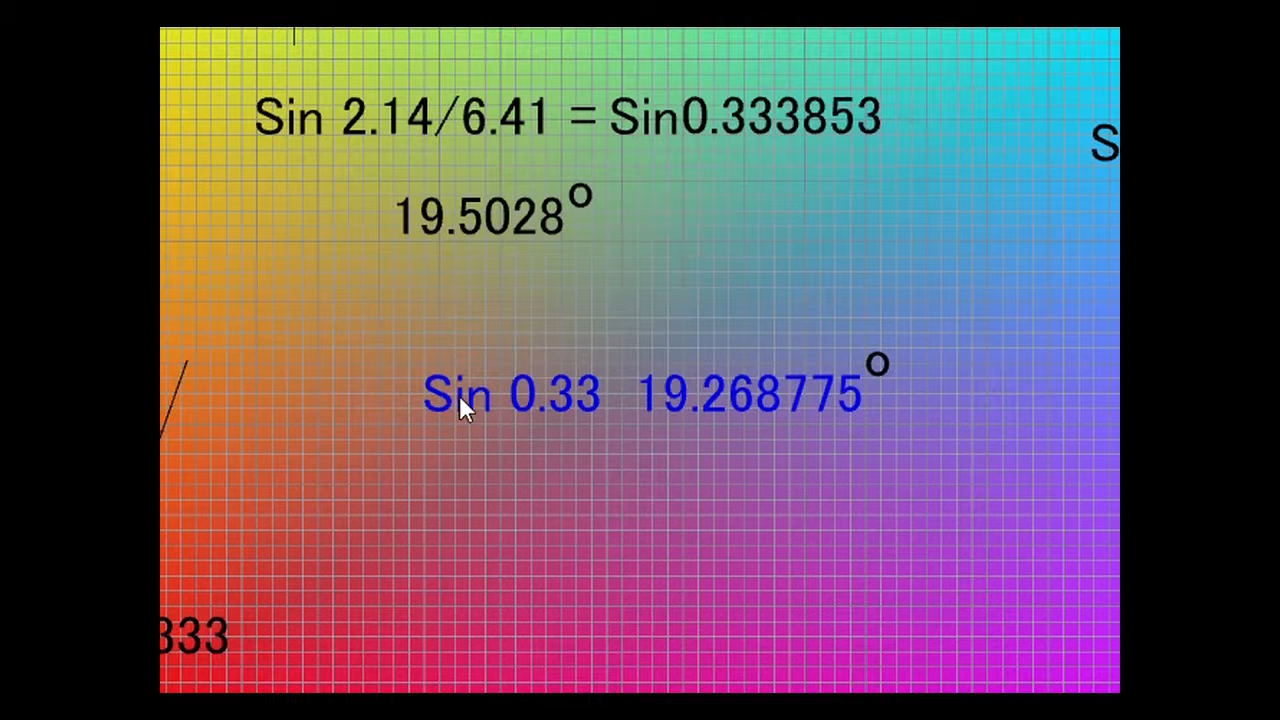 Sin 2.14/6.41 = Sin0.333853
S
19.5028°
Sin 0.33 19.268775°
333